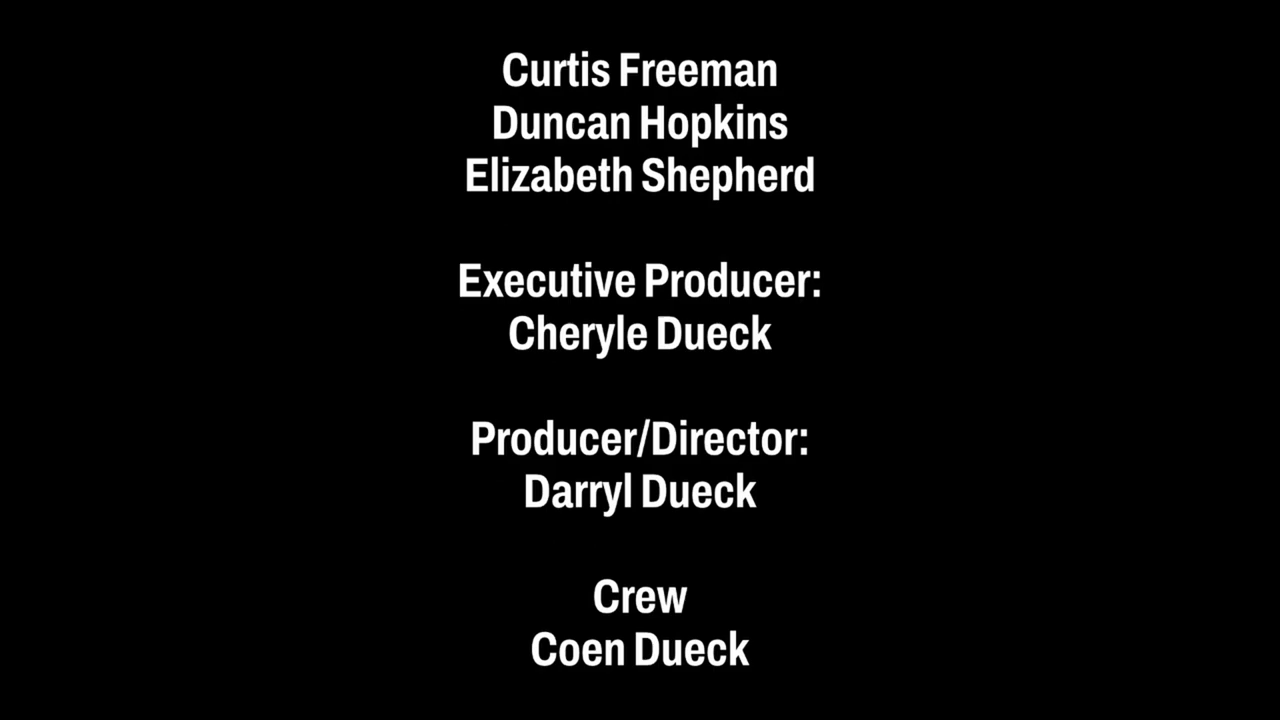 Curtis Freeman
Duncan Hopkins
Elizabeth Shepherd
Executive Producer:
Cheryle Dueck
Producer/Director:
Darryl Dueck
Crew
Coen Dueck